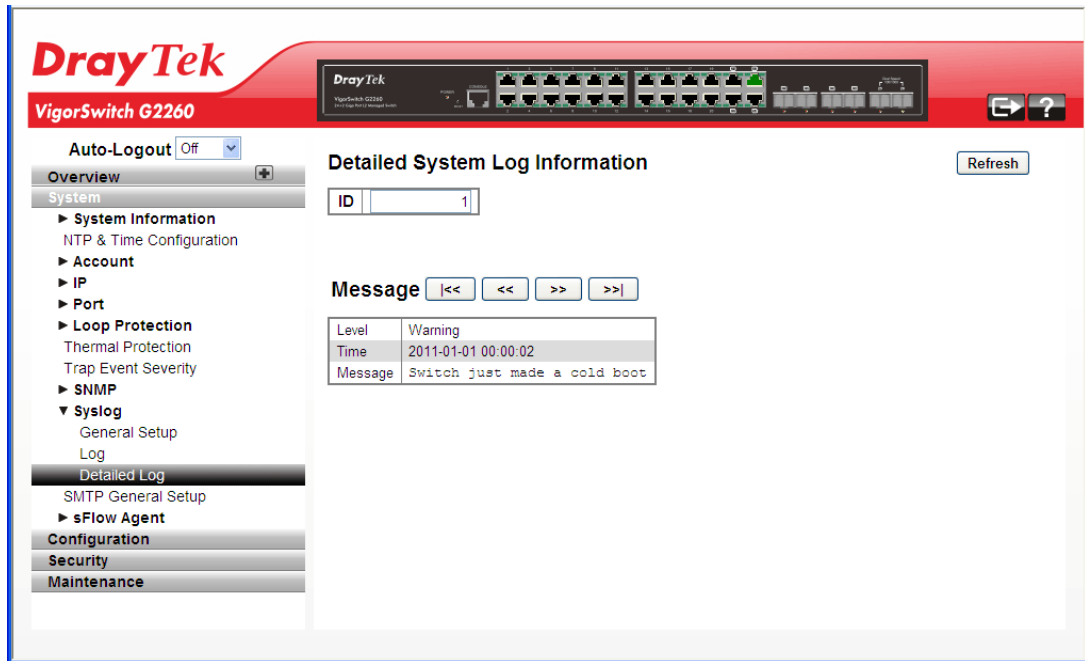 DrayTek
VigorSwitch G2260
DrayTek
VigorSwitch G2260
CONSOLE
Auto-Logout Off
Overview
System
► System Information
NTP & Time Configuration
► Account
► IP
► Port
► Loop Protection
Thermal Protection
Trap Event Severity
► SNMP
▼ Syslog
General Setup
Log
Detailed Log
SMTP General Setup
► sFlow Agent
Configuration
Security
Maintenance
Detailed System Log Information
Refresh
ID 1
Message |<< << >> >>|
Level Warning
Time 2011-01-01 00:00:02
Message Switch just made a cold boot